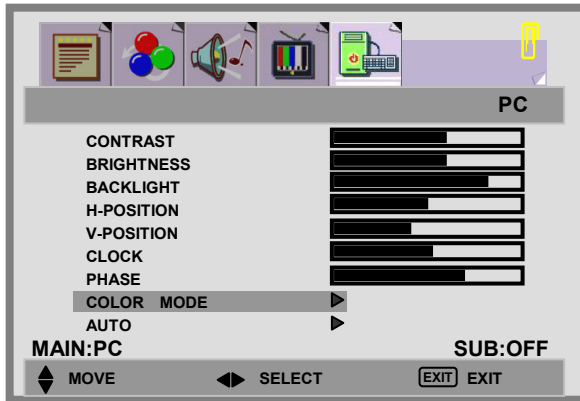 PC
CONTRAST
BRIGHTNESS
BACKLIGHT
H-POSITION
V-POSITION
CLOCK
PHASE
COLOR MODE
AUTO
MAIN:PC SUB:OFF
MOVE SELECT EXIT EXIT